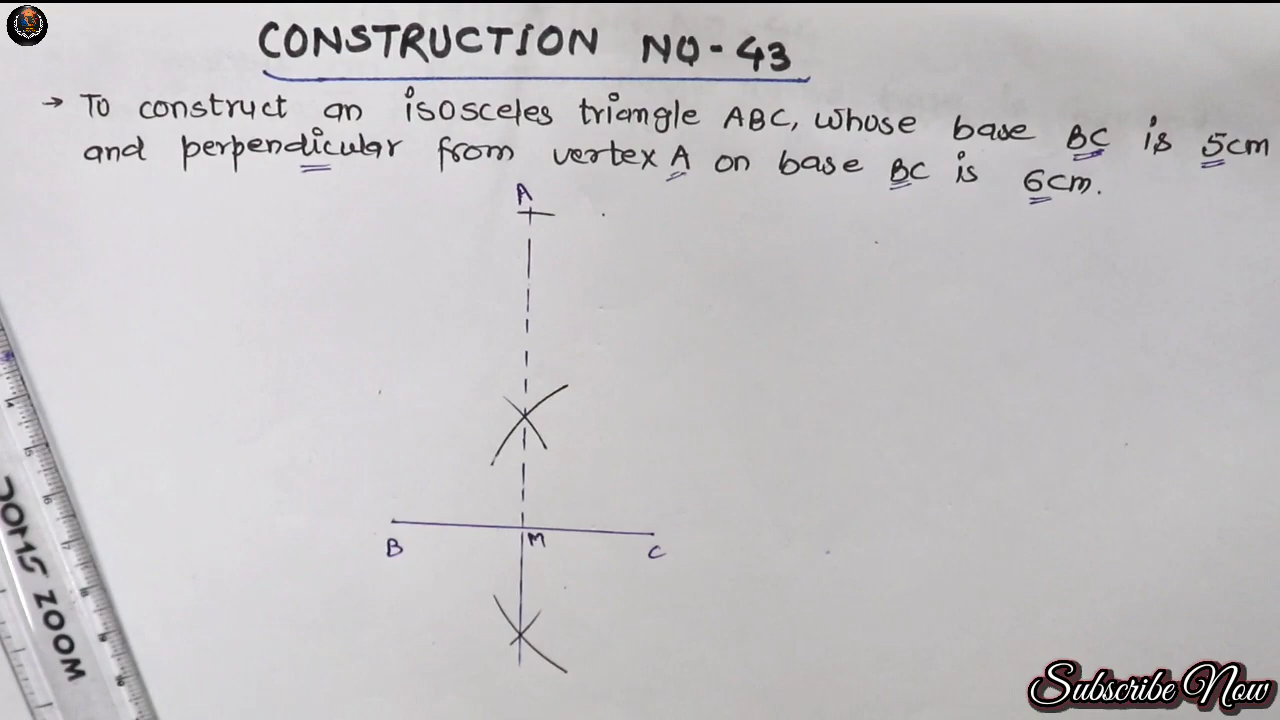 CONSTRUCTION NO-43
→ To construct an isosceles triangle ABC, whose base BC is 5cm
and perpendicular from vertex A on base BC is 6cm.
A
M
B
C
DOMS ZOOM
Subscribe Now